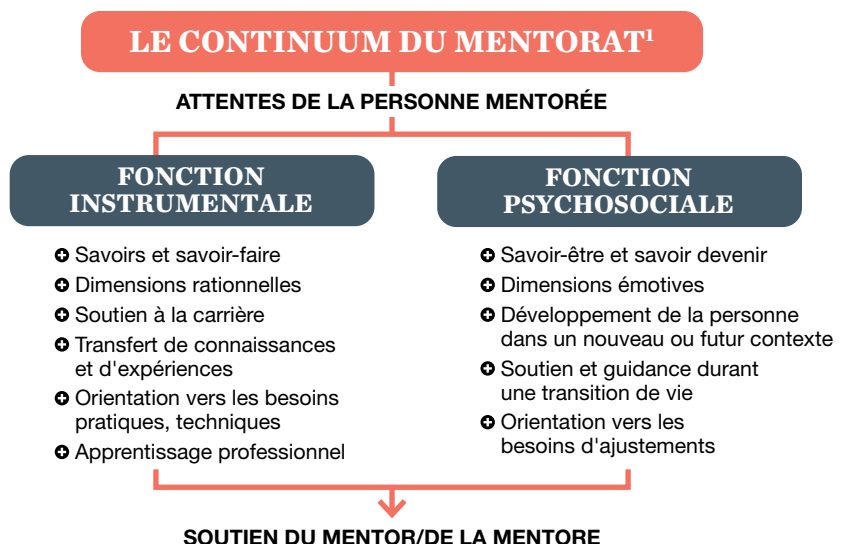 LE CONTINUUM DU MENTORAT¹
ATTENTES DE LA PERSONNE MENTORÉE
FONCTION
INSTRUMENTALE
Savoirs et savoir-faire
Dimensions rationnelles
Soutien à la carrière
Transfert de connaissances
et d'expériences
Orientation vers les besoins
pratiques, techniques
Apprentissage professionnel
FONCTION
PSYCHOSOCIALE
Savoir-être et savoir devenir
Dimensions émotives
Développement de la personne
dans un nouveau ou futur contexte
Soutien et guidance durant
une transition de vie
Orientation vers les
besoins d'ajustements
SOUTIEN DU MENTOR/DE LA MENTORE